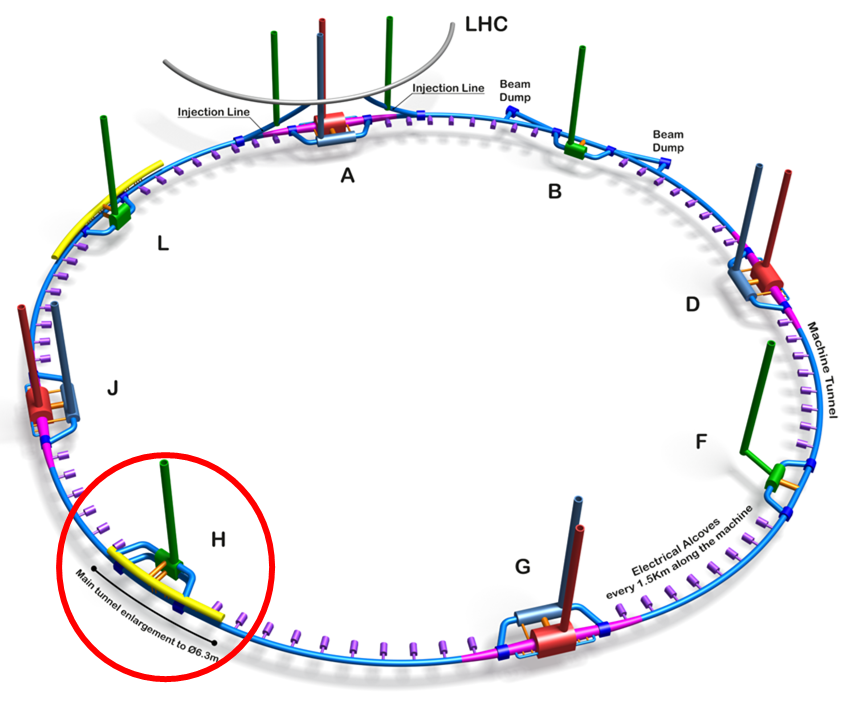 LHC
Injection Line
Injection Line
Beam
Dump
Beam
Dump
A
B
L
D
Machine Tunnel
J
F
Electrical Alcoves
every 1.5Km along the machine
H
G
Main tunnel enlargement to Ø6.3m